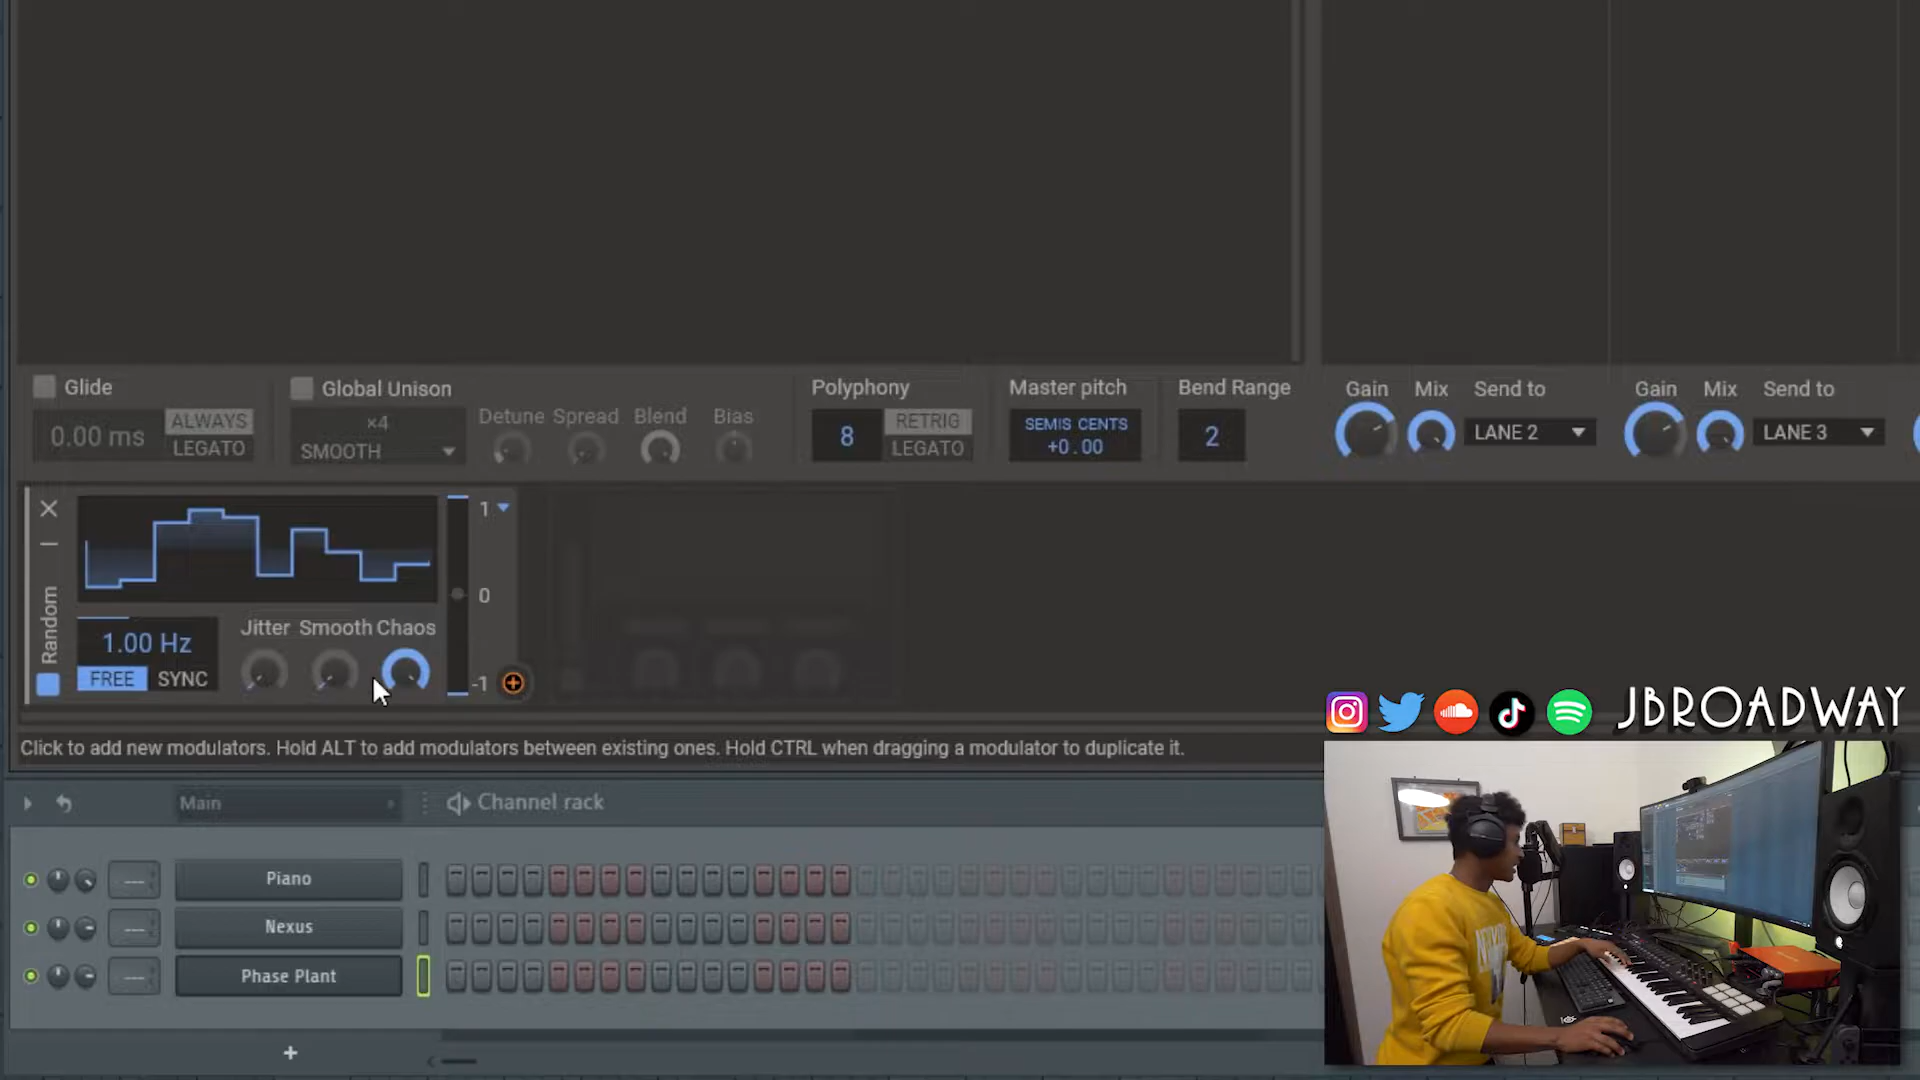 Glide
0.00 ms
ALWAYS
LEGATO
Global Unison
×4
SMOOTH
Detune Spread Blend Bias
Polyphony
8
RETRIG
LEGATO
Master pitch
SEMIS CENTS
+0.00
Bend Range
2
Gain Mix Send to
LANE 2
Gain Mix Send to
LANE 3
Random
1.00 Hz
FREE SYNC
Jitter Smooth Chaos
1
0
-1
JBROADWAY
Click to add new modulators. Hold ALT to add modulators between existing ones. Hold CTRL when dragging a modulator to duplicate it.
Main
Channel rack
Piano
Nexus
Phase Plant